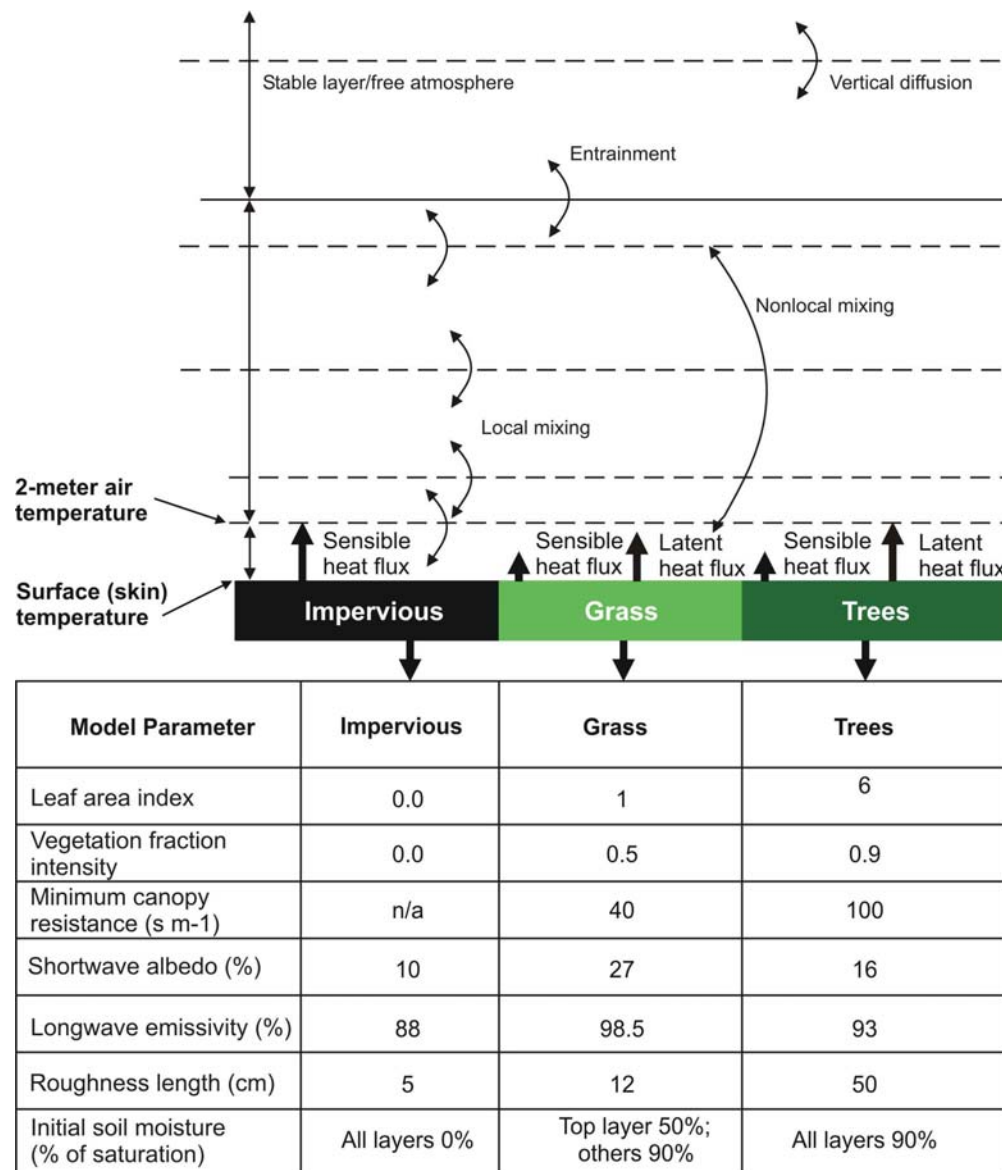 Stable layer/free atmosphere
Vertical diffusion
Entrainment
Nonlocal mixing
Local mixing
2-meter air
temperature
Surface (skin)
temperature
Sensible
heat flux
Sensible
heat flux
Latent
heat flux
Sensible
heat flux
Latent
heat flux
Impervious
Grass
Trees
Model Parameter
Impervious
Grass
Trees
Leaf area index
0.0
1
6
Vegetation fraction
intensity
0.0
0.5
0.9
Minimum canopy
resistance (s m-1)
n/a
40
100
Shortwave albedo (%)
10
27
16
Longwave emissivity (%)
88
98.5
93
Roughness length (cm)
5
12
50
Initial soil moisture
(% of saturation)
All layers 0%
Top layer 50%;
others 90%
All layers 90%